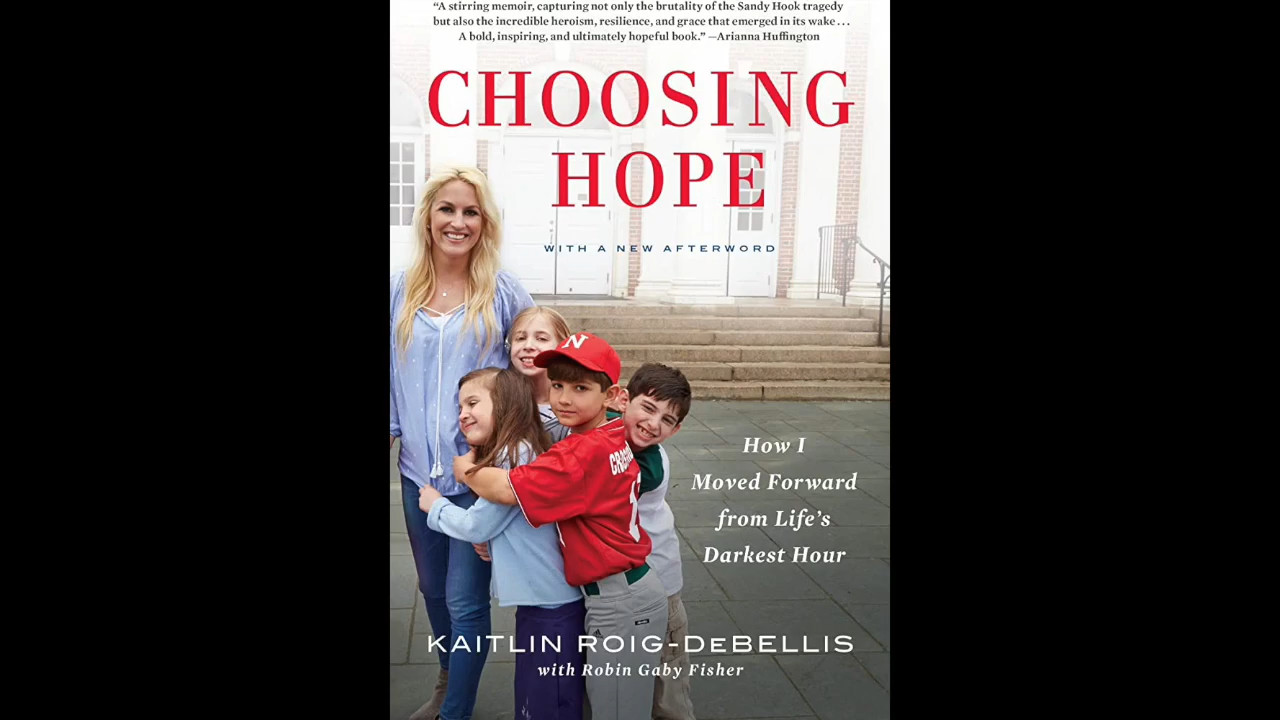 “A stirring memoir, capturing not only the brutality of the Sandy Hook tragedy
but also the incredible heroism, resilience, and grace that emerged in its wake . . .
A bold, inspiring, and ultimately hopeful book.” —Arianna Huffington
CHOOSING
HOPE
WITH A NEW AFTERWORD
N
How I
Moved Forward
from Life’s
Darkest Hour
KAITLIN ROIG-DeBELLIS
with Robin Gaby Fisher